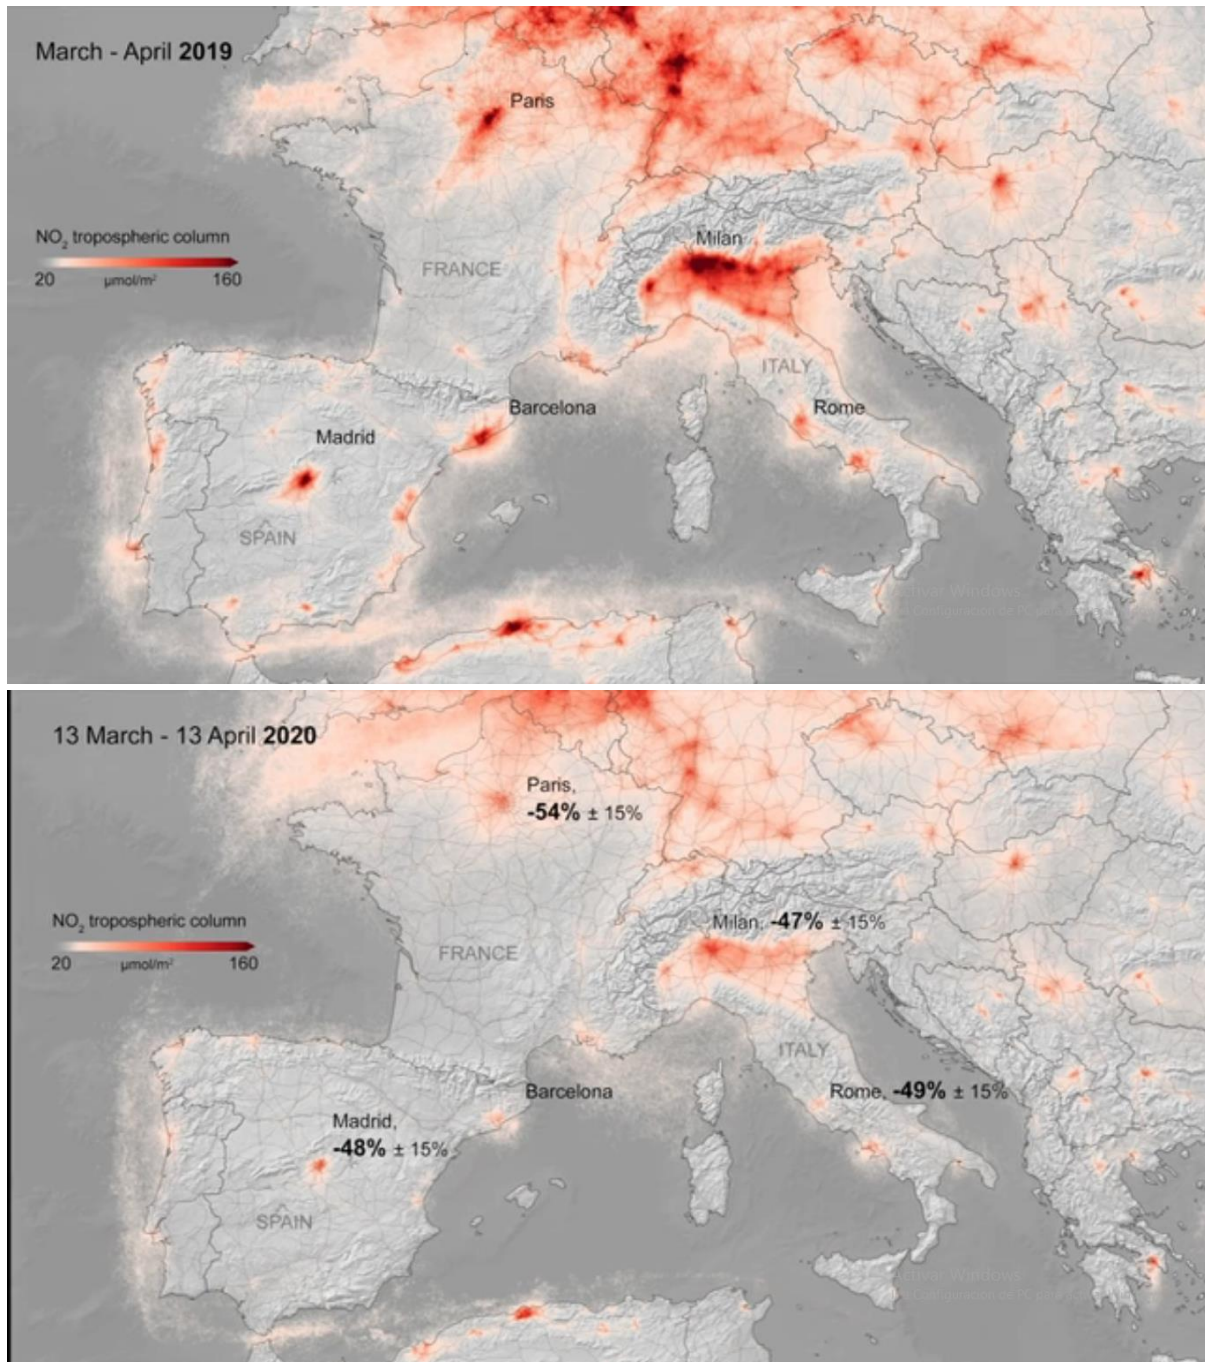 March - April 2019
Paris
NO₂ tropospheric column
20 µmol/m² 160
Milan
FRANCE
ITALY
Barcelona
Rome
Madrid
SPAIN
13 March - 13 April 2020
Paris,
-54% ± 15%
NO₂ tropospheric column
20 µmol/m² 160
Milan, -47% ± 15%
FRANCE
ITALY
Barcelona
Rome, -49% ± 15%
Madrid,
-48% ± 15%
SPAIN